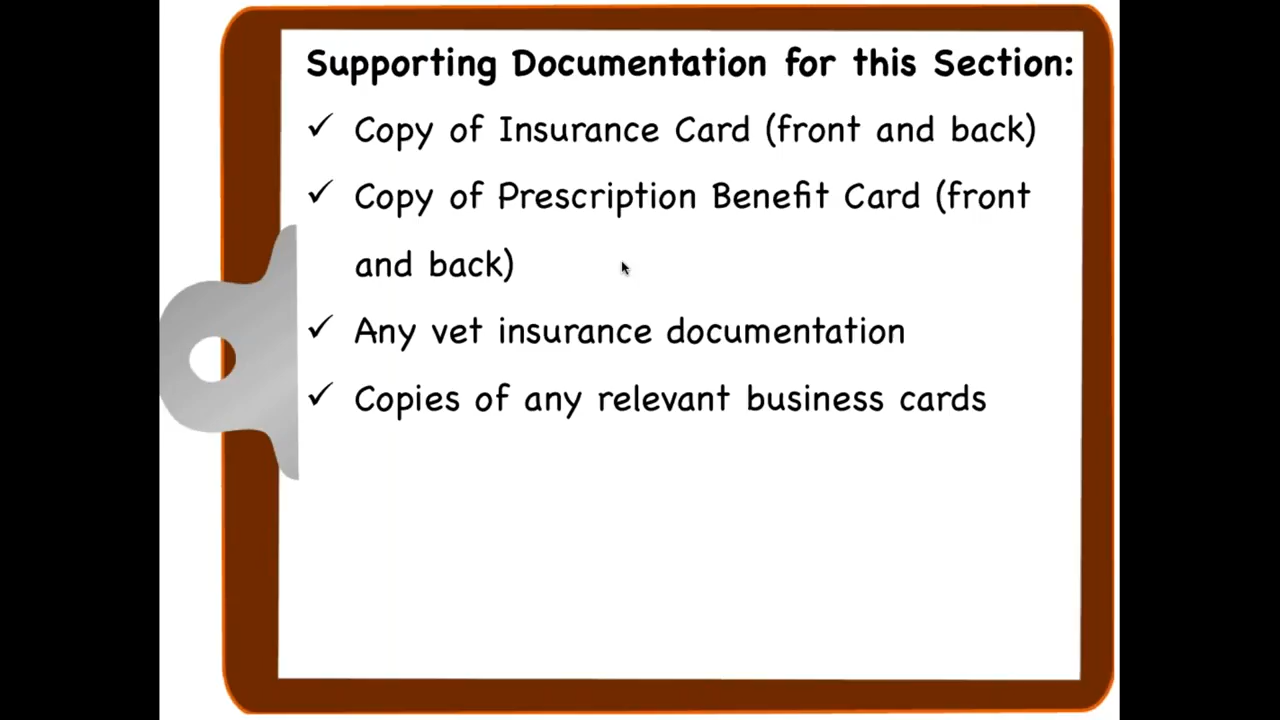 Supporting Documentation for this Section:
✓ Copy of Insurance Card (front and back)
✓ Copy of Prescription Benefit Card (front
and back)
✓ Any vet insurance documentation
✓ Copies of any relevant business cards